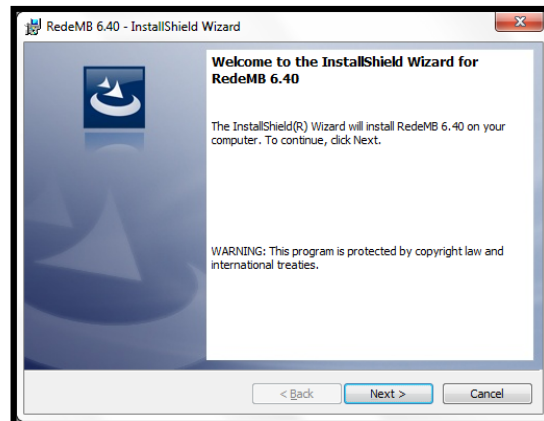 RedeMB 6.40 - InstallShield Wizard
Welcome to the InstallShield Wizard for
RedeMB 6.40
The InstallShield(R) Wizard will install RedeMB 6.40 on your
computer. To continue, click Next.
WARNING: This program is protected by copyright law and
international treaties.
< Back
Next >
Cancel